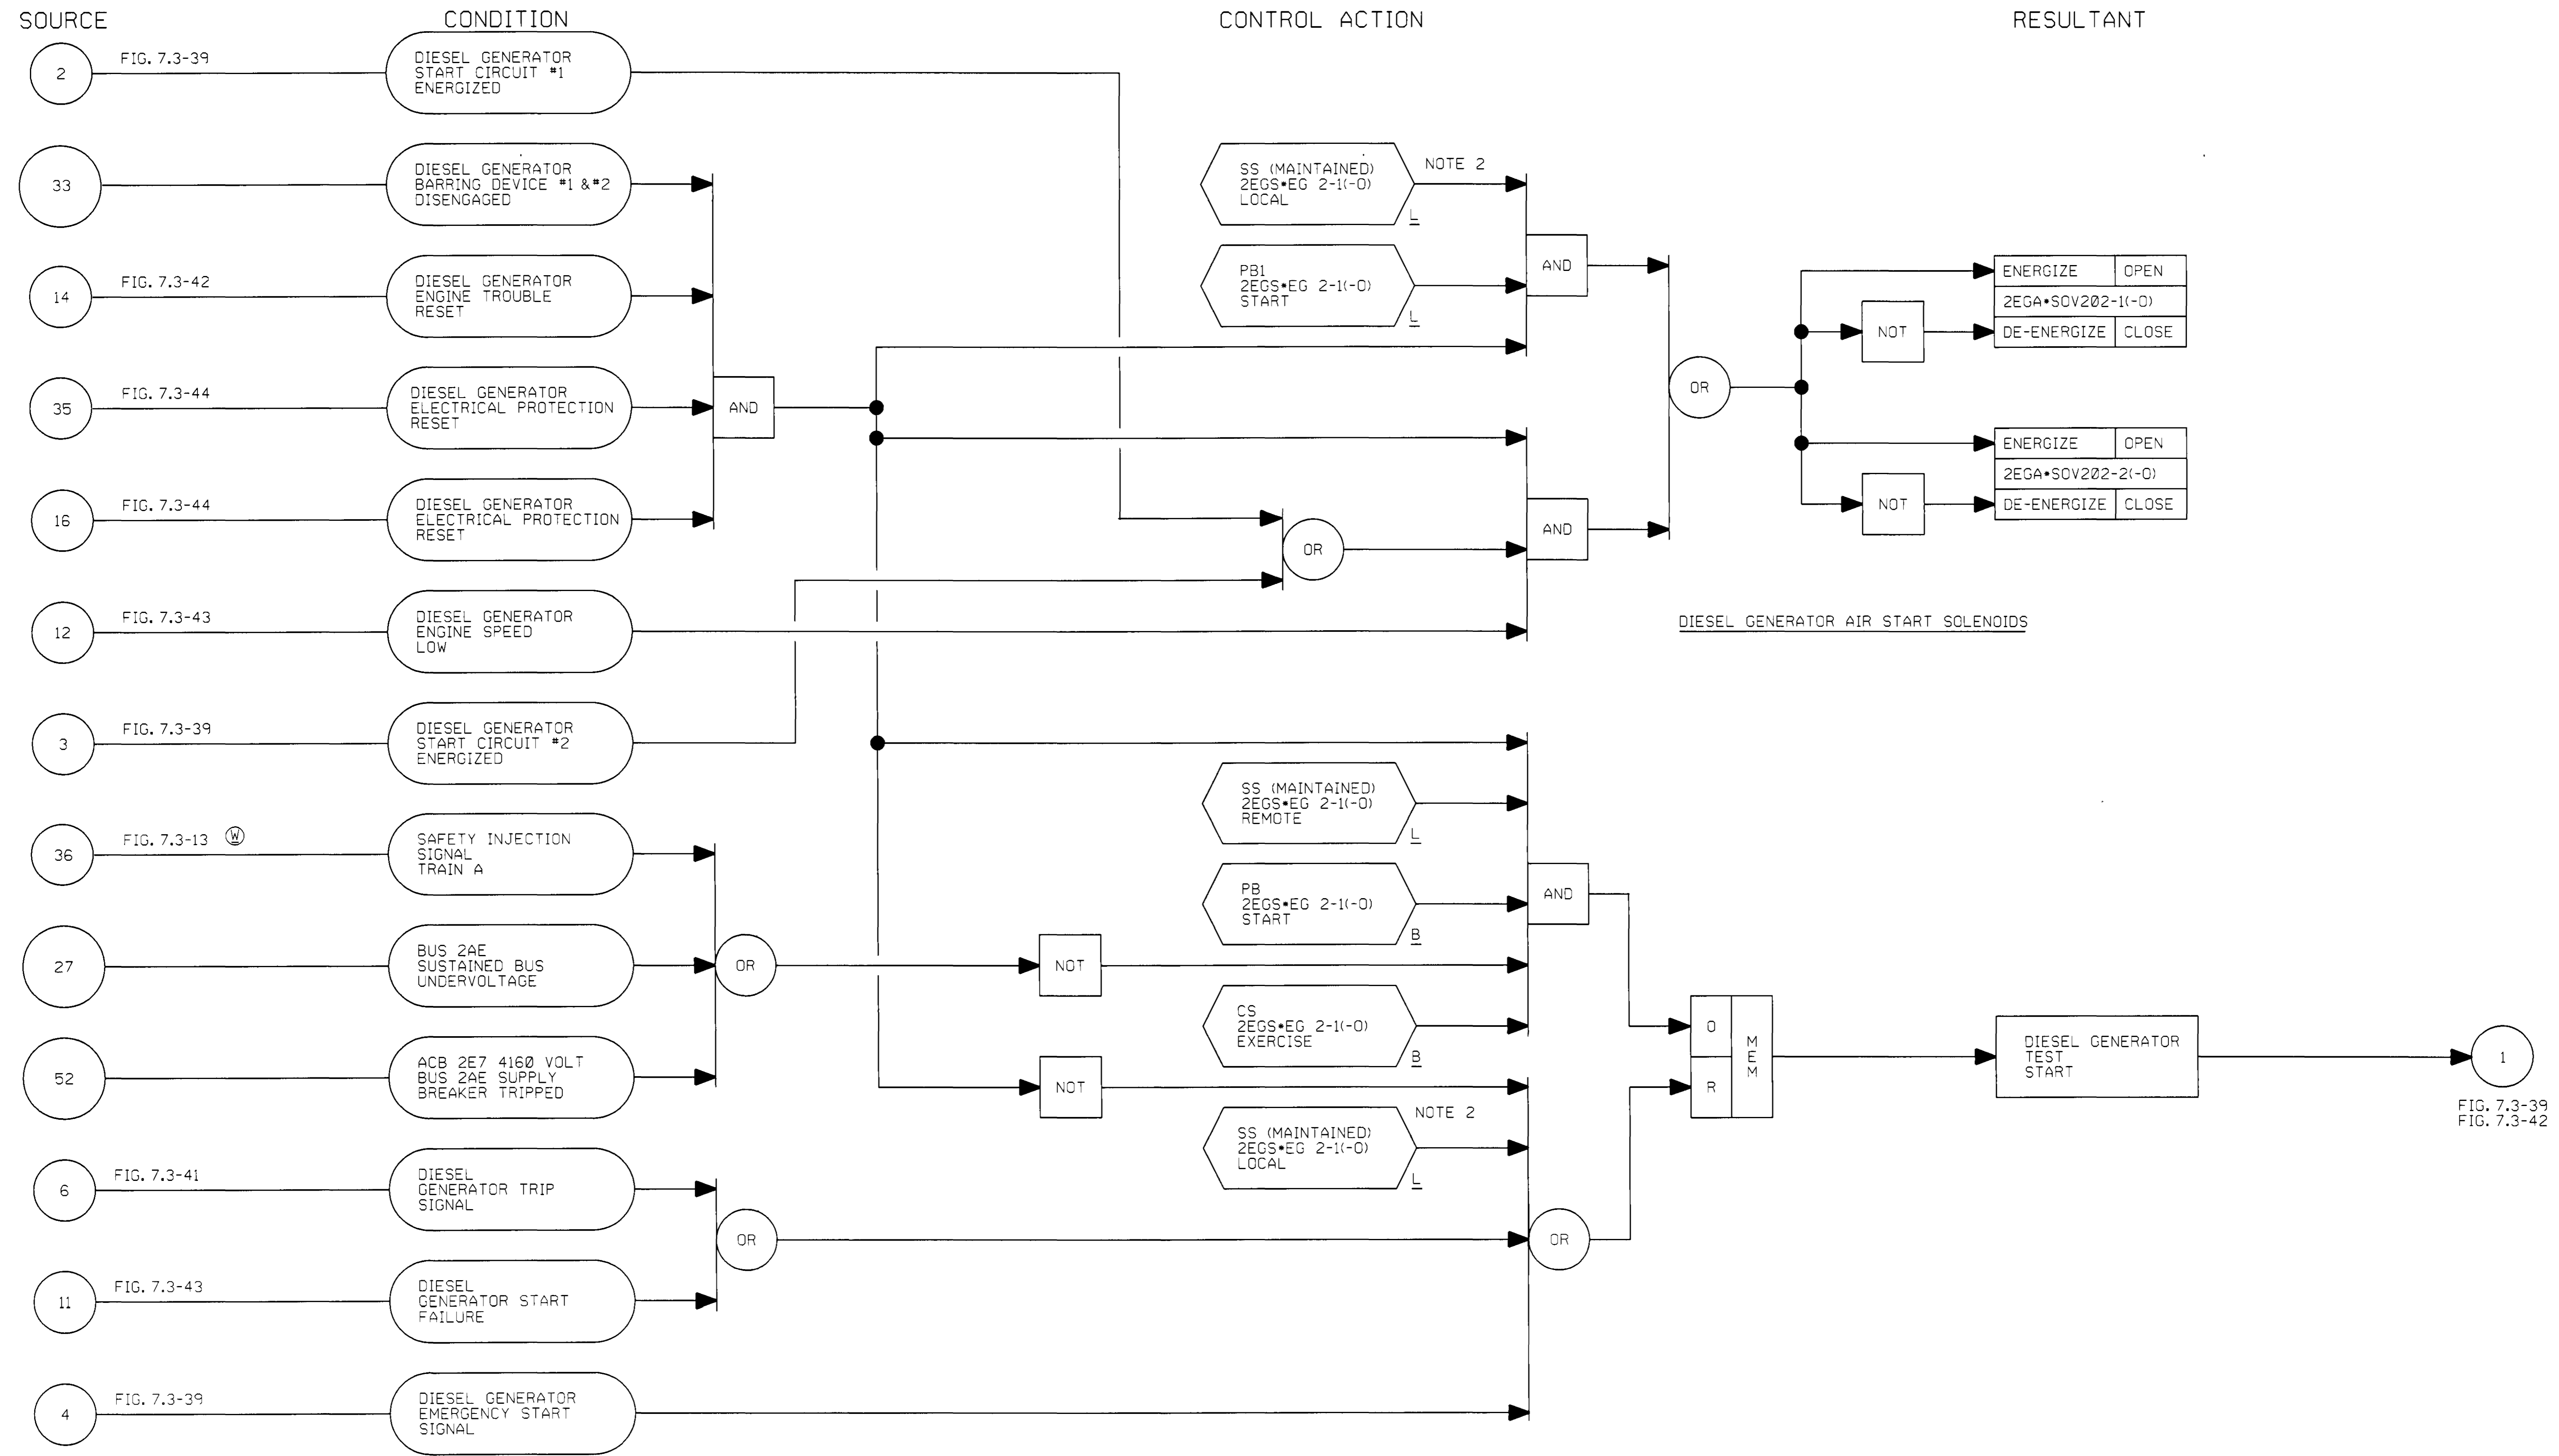 SOURCE
CONDITION
CONTROL ACTION
RESULTANT
2
FIG. 7.3-39
DIESEL GENERATOR
START CIRCUIT #1
ENERGIZED
33
DIESEL GENERATOR
BARRING DEVICE #1 & #2
DISENGAGED
SS (MAINTAINED)
2EGS*EG 2-1(-O)
LOCAL
L
NOTE 2
14
FIG. 7.3-42
DIESEL GENERATOR
ENGINE TROUBLE
RESET
PB1
2EGS*EG 2-1(-O)
START
L
AND
ENERGIZE
OPEN
2EGA*SOV202-1(-O)
NOT
DE-ENERGIZE
CLOSE
35
FIG. 7.3-44
DIESEL GENERATOR
ELECTRICAL PROTECTION
RESET
AND
OR
ENERGIZE
OPEN
2EGA*SOV202-2(-O)
NOT
DE-ENERGIZE
CLOSE
16
FIG. 7.3-44
DIESEL GENERATOR
ELECTRICAL PROTECTION
RESET
OR
AND
12
FIG. 7.3-43
DIESEL GENERATOR
ENGINE SPEED
LOW
DIESEL GENERATOR AIR START SOLENOIDS
3
FIG. 7.3-39
DIESEL GENERATOR
START CIRCUIT #2
ENERGIZED
SS (MAINTAINED)
2EGS*EG 2-1(-O)
REMOTE
L
36
FIG. 7.3-13
W
SAFETY INJECTION
SIGNAL
TRAIN A
PB
2EGS*EG 2-1(-O)
START
B
AND
27
BUS 2AE
SUSTAINED BUS
UNDERVOLTAGE
OR
NOT
CS
2EGS*EG 2-1(-O)
EXERCISE
B
52
ACB 2E7 4160 VOLT
BUS 2AE SUPPLY
BREAKER TRIPPED
NOT
O
R
MEM
DIESEL GENERATOR
TEST
START
1
FIG. 7.3-39
FIG. 7.3-42
SS (MAINTAINED)
2EGS*EG 2-1(-O)
LOCAL
L
NOTE 2
6
FIG. 7.3-41
DIESEL
GENERATOR TRIP
SIGNAL
OR
OR
11
FIG. 7.3-43
DIESEL
GENERATOR START
FAILURE
4
FIG. 7.3-39
DIESEL GENERATOR
EMERGENCY START
SIGNAL